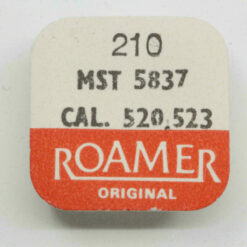 210
MST 5837
CAL. 520,523
ROAMER
ORIGINAL